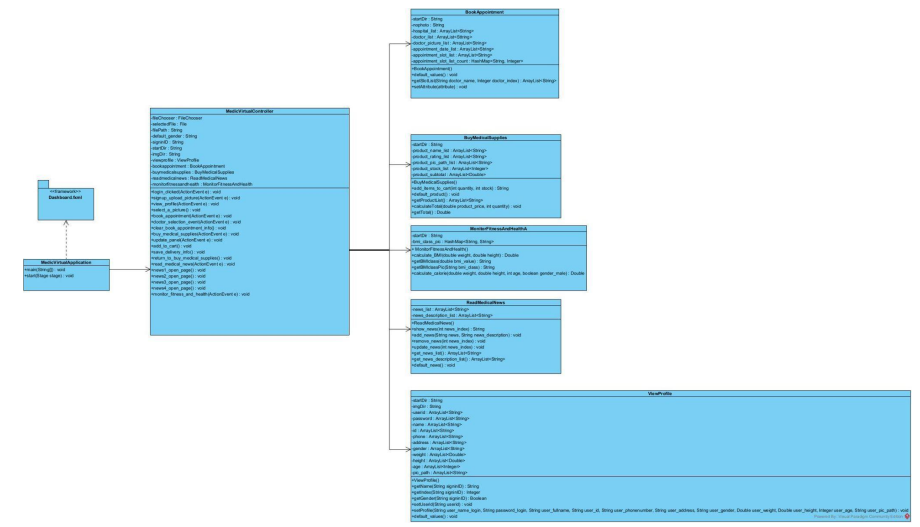 <<framework>>
Dashboard.fxml
MedicVirtualApplication
+main(String[]) : void
+start(Stage stage) : void
MedicVirtualController
-fileChooser : FileChooser
-selectedFile : File
-filePath : String
-default_gender : String
-signinID : String
-startDir : String
-imgDir : String
-viewprofile : ViewProfile
-bookappointment : BookAppointment
-buymedicalsupplies : BuyMedicalSupplies
-readmedicalnews : ReadMedicalNews
-monitorfitnessandhealth : MonitorFitnessAndHealth
+login_clicked(ActionEvent e) : void
+signup_upload_picture(ActionEvent e) : void
+view_profile(ActionEvent e) : void
+select_a_picture() : void
+book_appointment(ActionEvent e) : void
+doctor_selection_event(ActionEvent e) : void
+clear_book_appointment_info() : void
+buy_medical_supplies(ActionEvent e) : void
+update_panel(ActionEvent e) : void
+add_to_cart() : void
+save_delivery_info() : void
+return_to_buy_medical_supplies() : void
+read_medical_news(ActionEvent e) : void
+news1_open_page() : void
+news2_open_page() : void
+news3_open_page() : void
+news4_open_page() : void
+monitor_fitness_and_health(ActionEvent e) : void
BookAppointment
-startDir : String
-nophoto : String
-hospital_list : ArrayList<String>
-doctor_list : ArrayList<String>
-doctor_picture_list : ArrayList<String>
-appointment_date_list : ArrayList<String>
-appointment_slot_list : ArrayList<String>
-appointment_slot_list_count : HashMap<String, Integer>
+BookAppointment()
+default_values() : void
+getSlotList(String doctor_name, Integer doctor_index) : ArrayList<String>
+setAttribute(attribute) : void
BuyMedicalSupplies
-startDir : String
-product_name_list : ArrayList<String>
-product_rating_list : ArrayList<String>
-product_pic_path_list : ArrayList<String>
-product_stock_list : ArrayList<Integer>
-product_subtotal : ArrayList<Double>
+BuyMedicalSupplies()
+add_items_to_cart(int quantity, int stock) : String
+default_product() : void
+getProductList() : ArrayList<String>
+calculateTotal(double product_price, int quantity) : void
+getTotal() : Double
MonitorFitnessAndHealthA
-startDir : String
-bmi_class_pic : HashMap<String, String>
+MonitorFitnessAndHealth()
+calculate_BMI(double weight, double height) : Double
+getBMIclass(double bmi_value) : String
+getBMIclassPic(String bmi_class) : String
+calculate_calorie(double weight, double height, int age, boolean gender_male) : Double
ReadMedicalNews
-news_list : ArrayList<String>
-news_description_list : ArrayList<String>
+ReadMedicalNews()
+show_news(int news_index) : String
+add_news(String news, String news_description) : void
+remove_news(int news_index) : void
+update_news(int news_index) : void
+get_news_list() : ArrayList<String>
+get_news_description_list() : ArrayList<String>
+default_news() : void
ViewProfile
-startDir : String
-imgDir : String
-userid : ArrayList<String>
-password : ArrayList<String>
-name : ArrayList<String>
-id : ArrayList<String>
-phone : ArrayList<String>
-address : ArrayList<String>
-gender : ArrayList<String>
-weight : ArrayList<Double>
-height : ArrayList<Double>
-age : ArrayList<Integer>
-pic_path : ArrayList<String>
+ViewProfile()
+getName(String signinID) : String
+getIndex(String signinID) : Integer
+getGender(String signinID) : Boolean
+setUserId(String userid) : void
+setProfile(String user_name_login, String password_login, String user_fullname, String user_id, String user_phonenumber, String user_address, String user_gender, Double user_weight, Double user_height, Integer user_age, String user_pic_path) : void
+default_values() : void
Powered By Visual Paradigm Community Edition